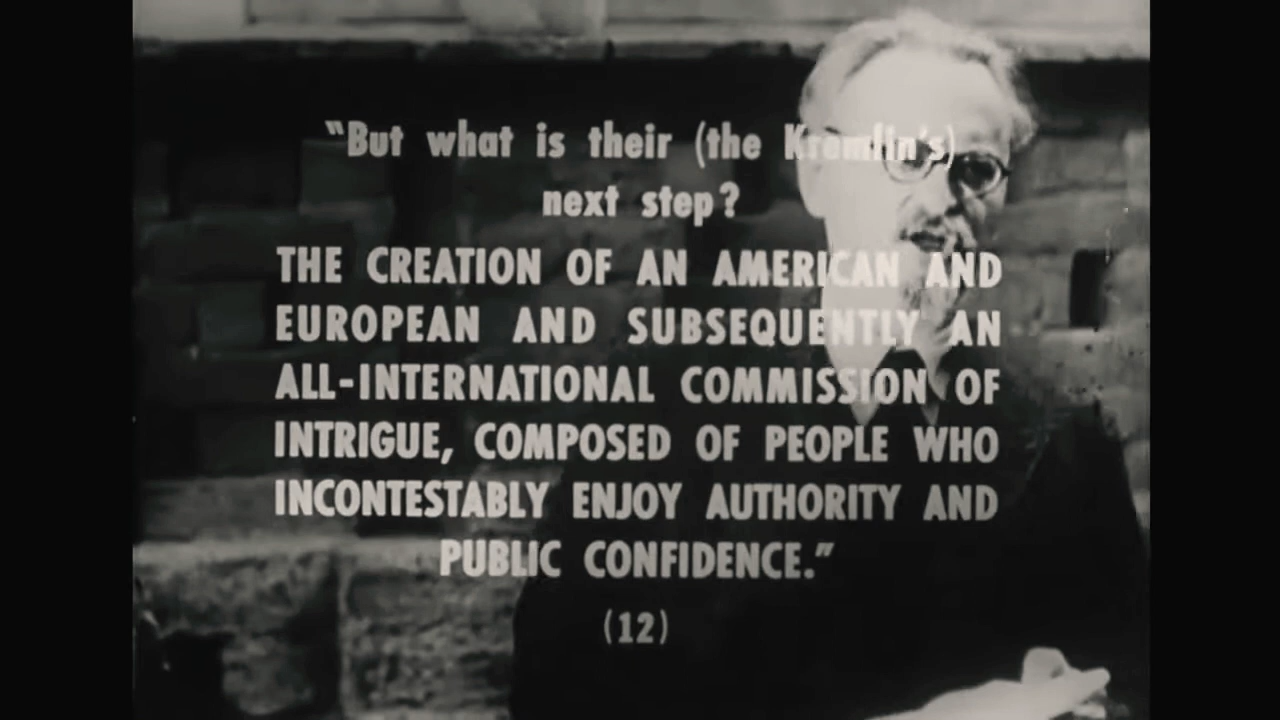 "But what is their (the Kremlin's)
next step?
THE CREATION OF AN AMERICAN AND
EUROPEAN AND SUBSEQUENTLY AN
ALL-INTERNATIONAL COMMISSION OF
INTRIGUE, COMPOSED OF PEOPLE WHO
INCONTESTABLY ENJOY AUTHORITY AND
PUBLIC CONFIDENCE."
(12)